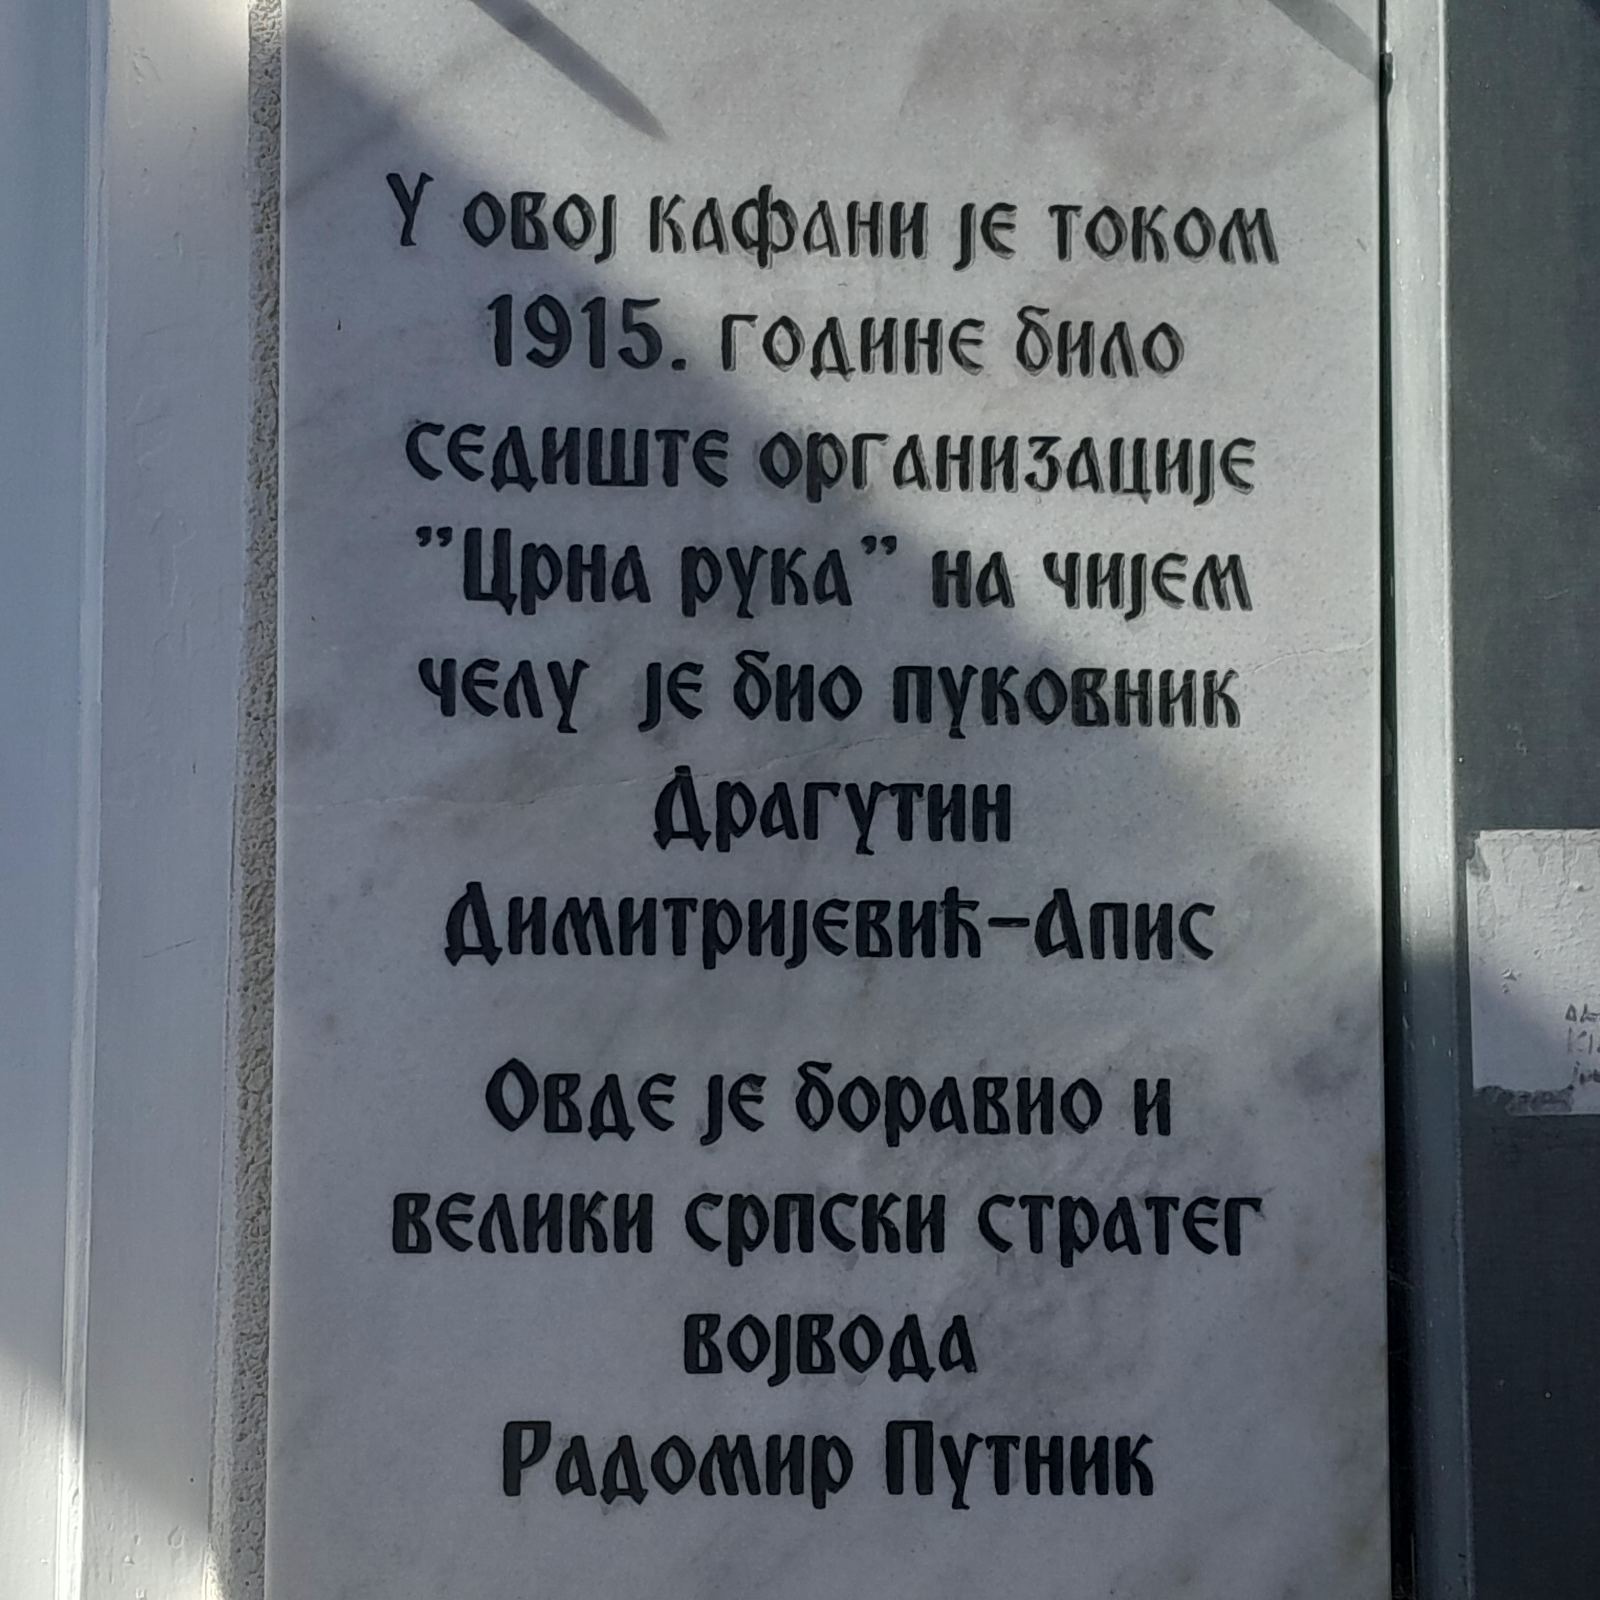 У овој кафани је током
1915. године било
седиште организације
"Црна рука" на чијем
челу је био пуковник
Драгутин
Димитријевић-Апис
Овде је боравио и
велики српски стратег
војвода
Радомир Путник